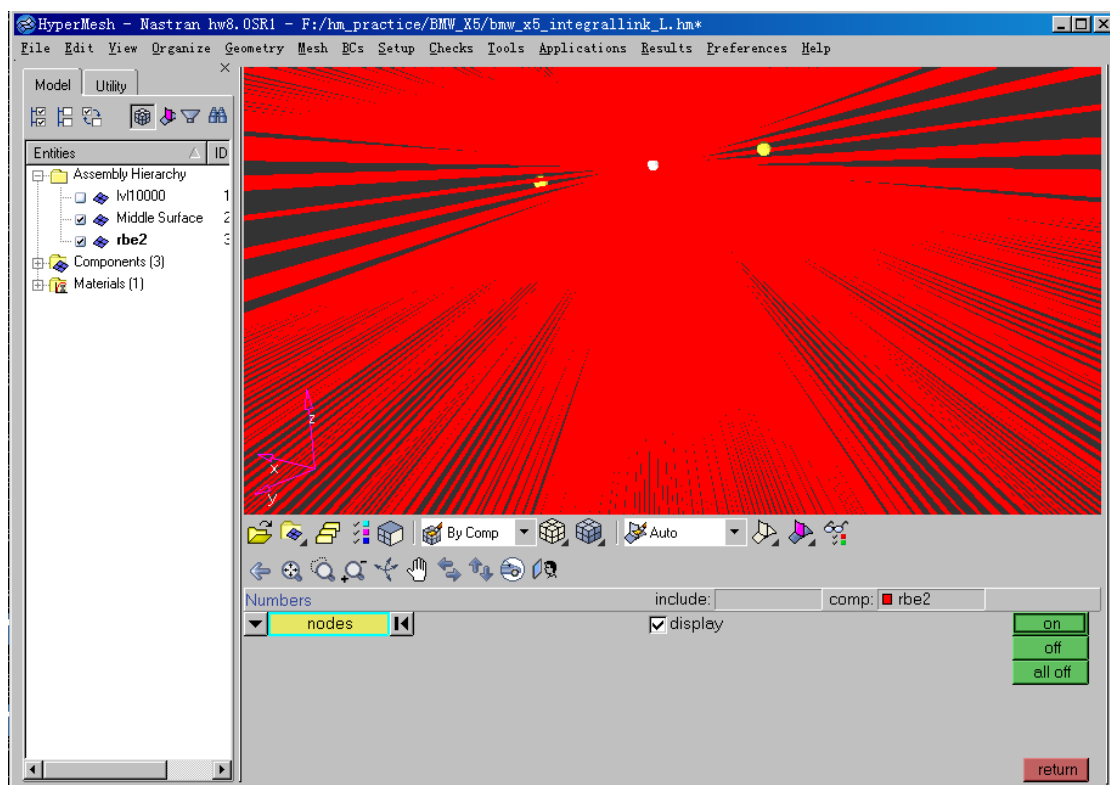 HyperMesh - Nastran hw8.0SR1 - F:/hm_practice/BMW_X5/bmw_x5_integrallink_L.hm*
File Edit View Organize Geometry Mesh BCs Setup Checks Tools Applications Results Preferences Help
Model Utility
Entities ID
Assembly Hierarchy
lvl10000 1
Middle Surface 2
rbe2 3
Components (3)
Materials (1)
z
x
y
By Comp Auto
Numbers include: comp: rbe2
nodes display on
off
all off
return